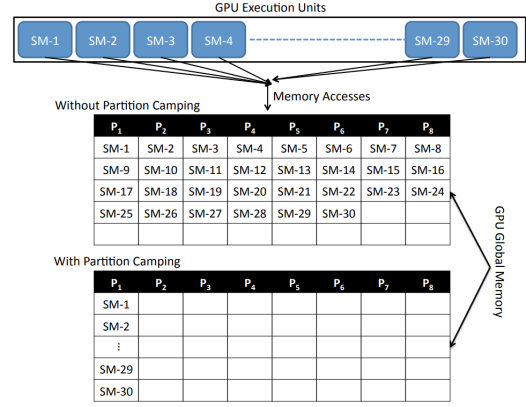 GPU Execution Units
SM-1 SM-2 SM-3 SM-4 SM-29 SM-30
Memory Accesses
Without Partition Camping
P1 P2 P3 P4 P5 P6 P7 P8
SM-1 SM-2 SM-3 SM-4 SM-5 SM-6 SM-7 SM-8
SM-9 SM-10 SM-11 SM-12 SM-13 SM-14 SM-15 SM-16
SM-17 SM-18 SM-19 SM-20 SM-21 SM-22 SM-23 SM-24
SM-25 SM-26 SM-27 SM-28 SM-29 SM-30
GPU Global Memory
With Partition Camping
P1 P2 P3 P4 P5 P6 P7 P8
SM-1
SM-2
⋮
SM-29
SM-30